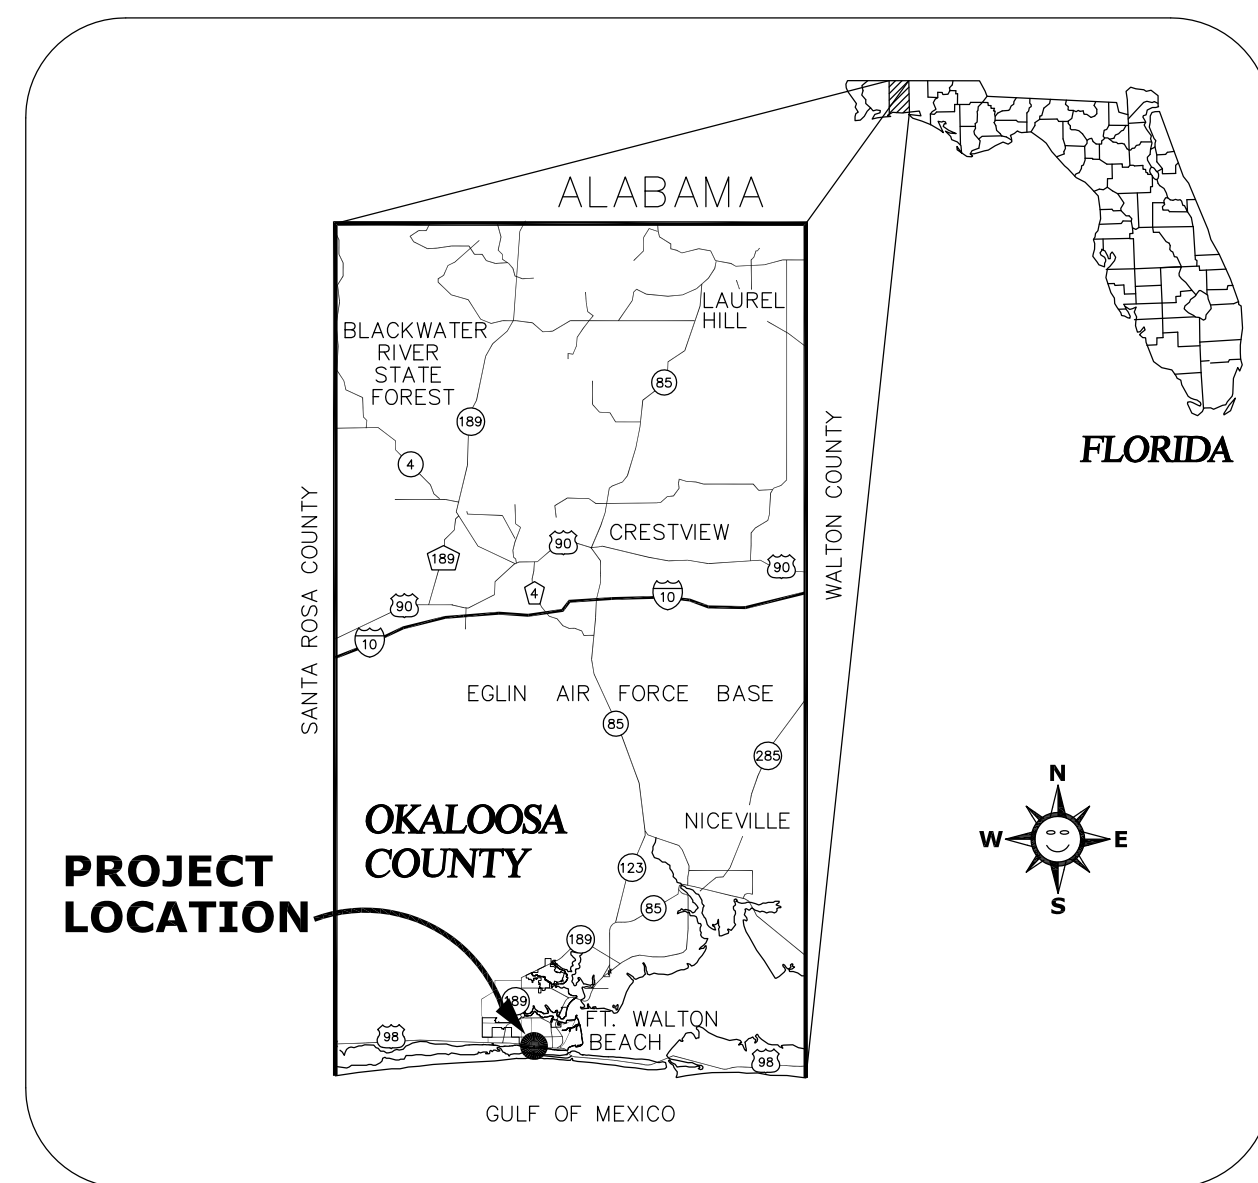 ALABAMA
LAUREL
HILL
BLACKWATER
RIVER
STATE
FOREST
85
189
4
FLORIDA
WALTON COUNTY
SANTA ROSA COUNTY
CRESTVIEW
90
189
90
4
10
90
10
EGLIN AIR FORCE BASE
85
285
N
W
E
S
OKALOOSA
COUNTY
NICEVILLE
PROJECT
LOCATION
123
85
189
189
FT. WALTON
BEACH
98
98
GULF OF MEXICO